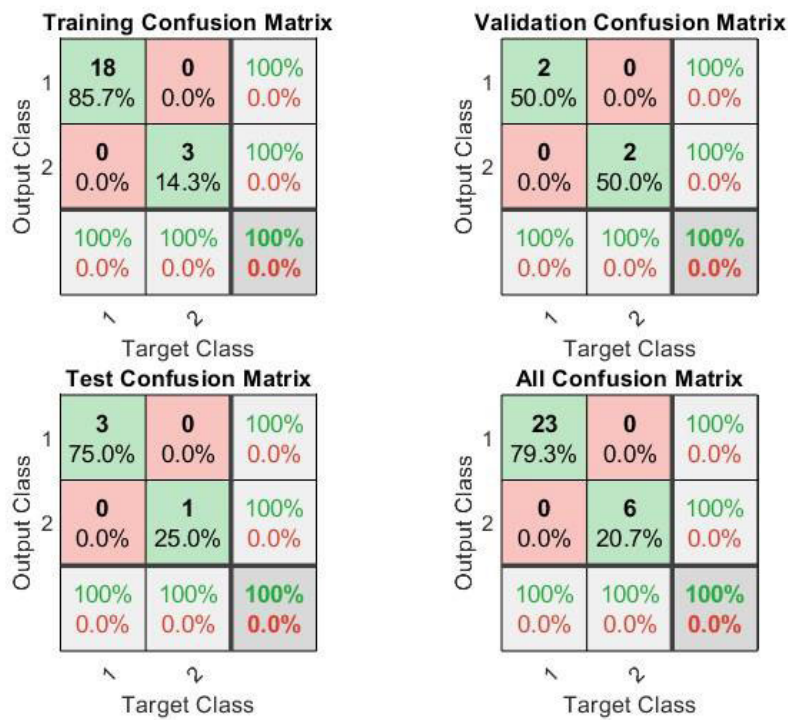 Training Confusion Matrix
18 0 100%
1
85.7% 0.0% 0.0%
0 3 100%
2
0.0% 14.3% 0.0%
100% 100% 100%
0.0% 0.0% 0.0%
Output Class
1 2
Target Class
Validation Confusion Matrix
2 0 100%
1
50.0% 0.0% 0.0%
0 2 100%
2
0.0% 50.0% 0.0%
100% 100% 100%
0.0% 0.0% 0.0%
Output Class
1 2
Target Class
Test Confusion Matrix
3 0 100%
1
75.0% 0.0% 0.0%
0 1 100%
2
0.0% 25.0% 0.0%
100% 100% 100%
0.0% 0.0% 0.0%
Output Class
1 2
Target Class
All Confusion Matrix
23 0 100%
1
79.3% 0.0% 0.0%
0 6 100%
2
0.0% 20.7% 0.0%
100% 100% 100%
0.0% 0.0% 0.0%
Output Class
1 2
Target Class